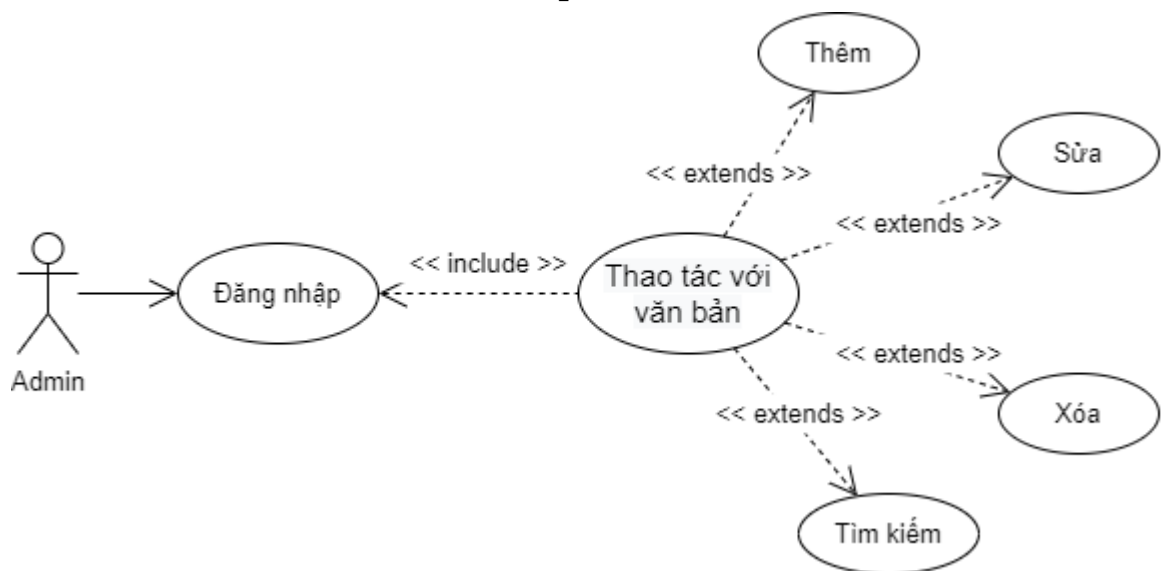 Thêm
Sửa
<< extends >>
<< extends >>
<< include >>
Thao tác với
văn bản
Đăng nhập
<< extends >>
Admin
Xóa
<< extends >>
Tìm kiếm